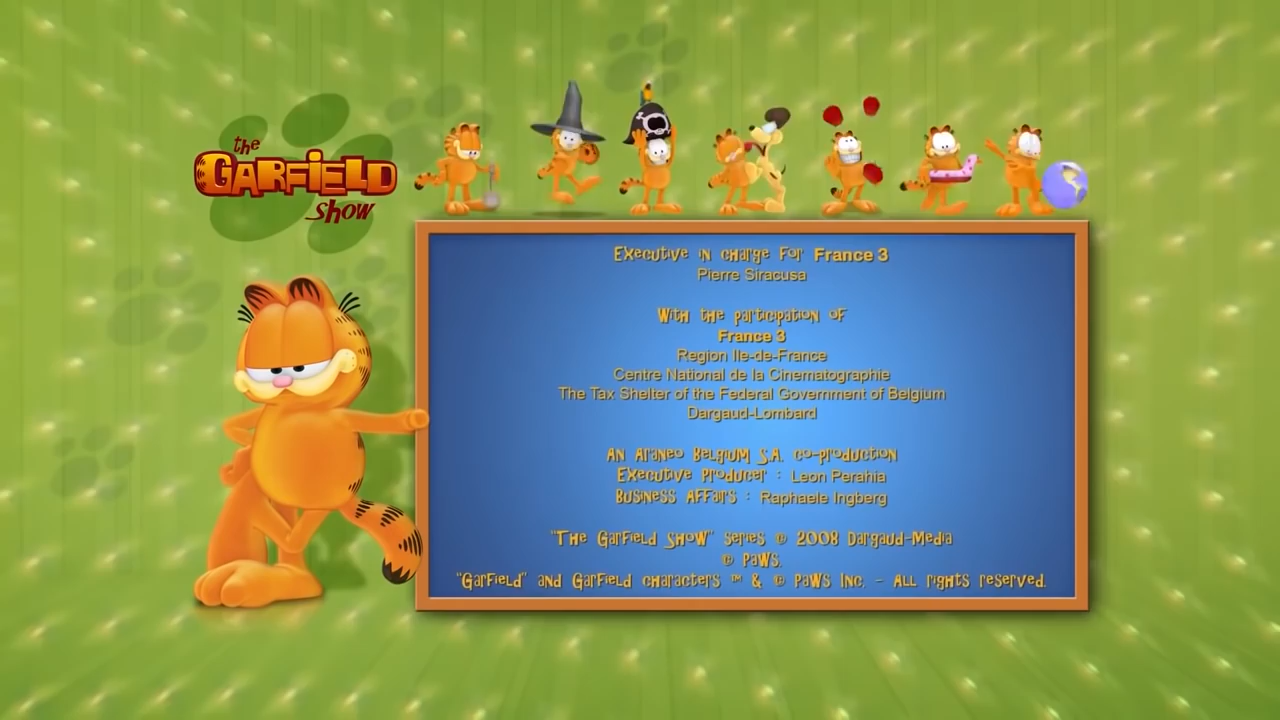 the
GARFIELD
show
Executive in charge for France 3
Pierre Siracusa
With the participation of
France 3
Region Ile-de-France
Centre National de la Cinematographie
The Tax Shelter of the Federal Government of Belgium
Dargaud-Lombard
An Araneo Belgium S.A. co-production
Executive Producer : Leon Perahia
Business Affairs : Raphaele Ingberg
"The Garfield Show" series © 2008 Dargaud-Media
© Paws.
"Garfield" and Garfield characters ™ & © Paws Inc. - All rights reserved.